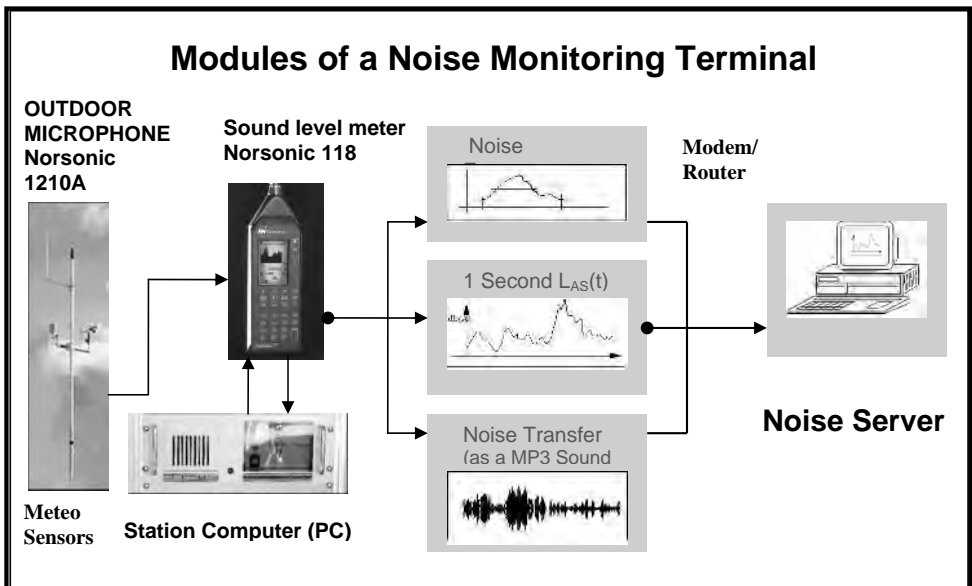 Modules of a Noise Monitoring Terminal
OUTDOOR
MICROPHONE
Norsonic
1210A
Sound level meter
Norsonic 118
Noise
Modem/
Router
1 Second LAS(t)
Noise Transfer
(as a MP3 Sound
Noise Server
Meteo
Sensors
Station Computer (PC)